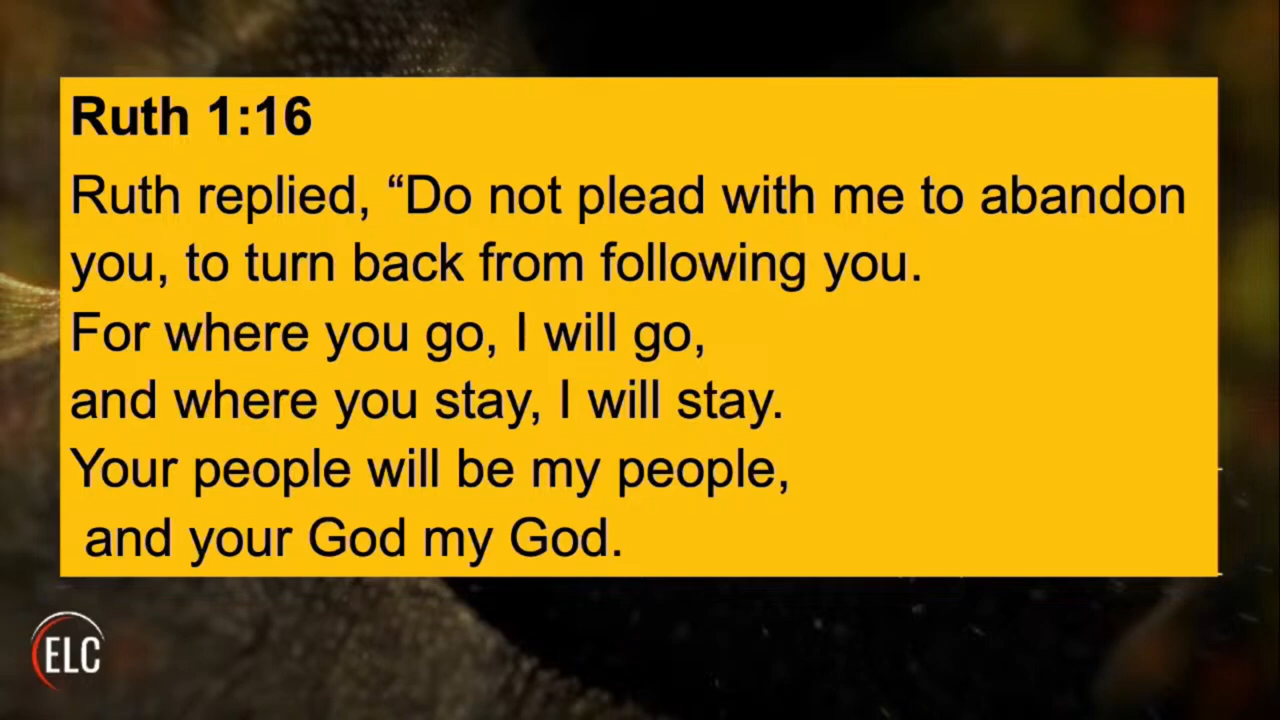 Ruth 1:16
Ruth replied, “Do not plead with me to abandon
you, to turn back from following you.
For where you go, I will go,
and where you stay, I will stay.
Your people will be my people,
and your God my God.
ELC